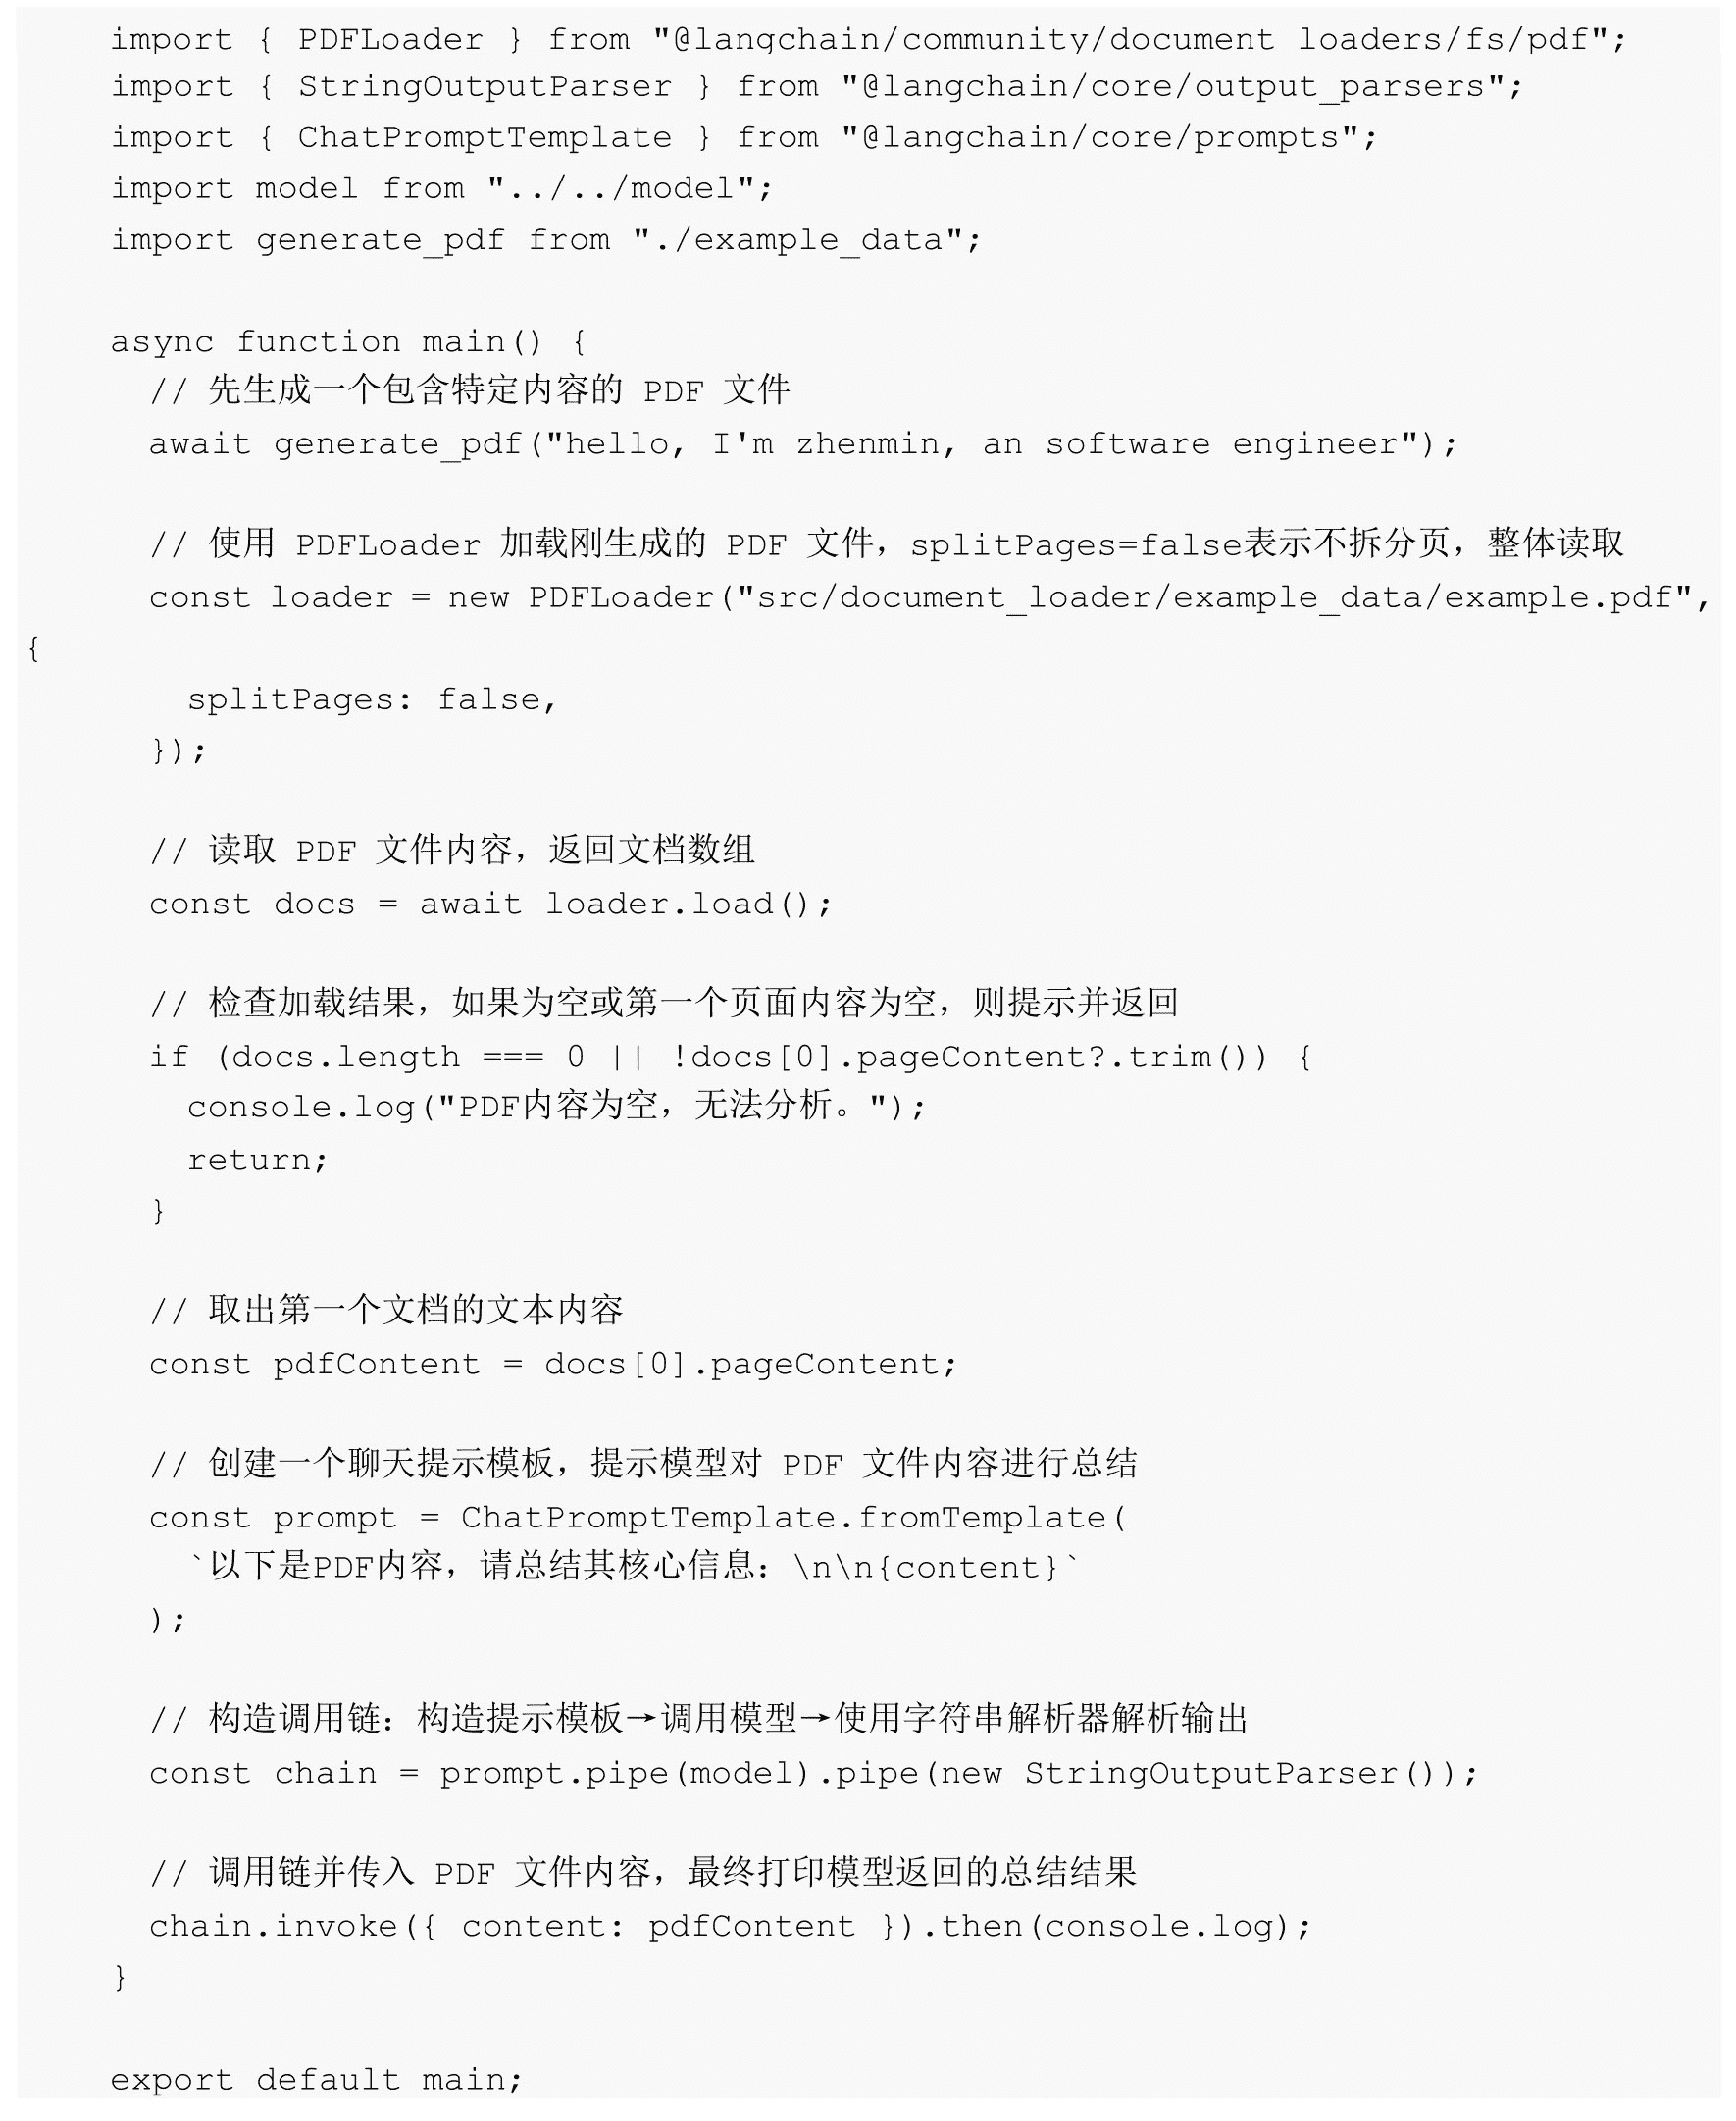 import { PDFLoader } from "@langchain/community/document loaders/fs/pdf";
import { StringOutputParser } from "@langchain/core/output_parsers";
import { ChatPromptTemplate } from "@langchain/core/prompts";
import model from "../../model";
import generate_pdf from "./example_data";
async function main() {
// 先生成一个包含特定内容的 PDF 文件
await generate_pdf("hello, I'm zhenmin, an software engineer");
// 使用 PDFLoader 加载刚生成的 PDF 文件，splitPages=false表示不拆分页，整体读取
const loader = new PDFLoader("src/document_loader/example_data/example.pdf",
{
splitPages: false,
});
// 读取 PDF 文件内容，返回文档数组
const docs = await loader.load();
// 检查加载结果，如果为空或第一个页面内容为空，则提示并返回
if (docs.length === 0 || !docs[0].pageContent?.trim()) {
console.log("PDF内容为空，无法分析。");
return;
}
// 取出第一个文档的文本内容
const pdfContent = docs[0].pageContent;
// 创建一个聊天提示模板，提示模型对 PDF 文件内容进行总结
const prompt = ChatPromptTemplate.fromTemplate(
`以下是PDF内容，请总结其核心信息：\n\n{content}`
);
// 构造调用链：构造提示模板→调用模型→使用字符串解析器解析输出
const chain = prompt.pipe(model).pipe(new StringOutputParser());
// 调用链并传入 PDF 文件内容，最终打印模型返回的总结结果
chain.invoke({ content: pdfContent }).then(console.log);
}
export default main;